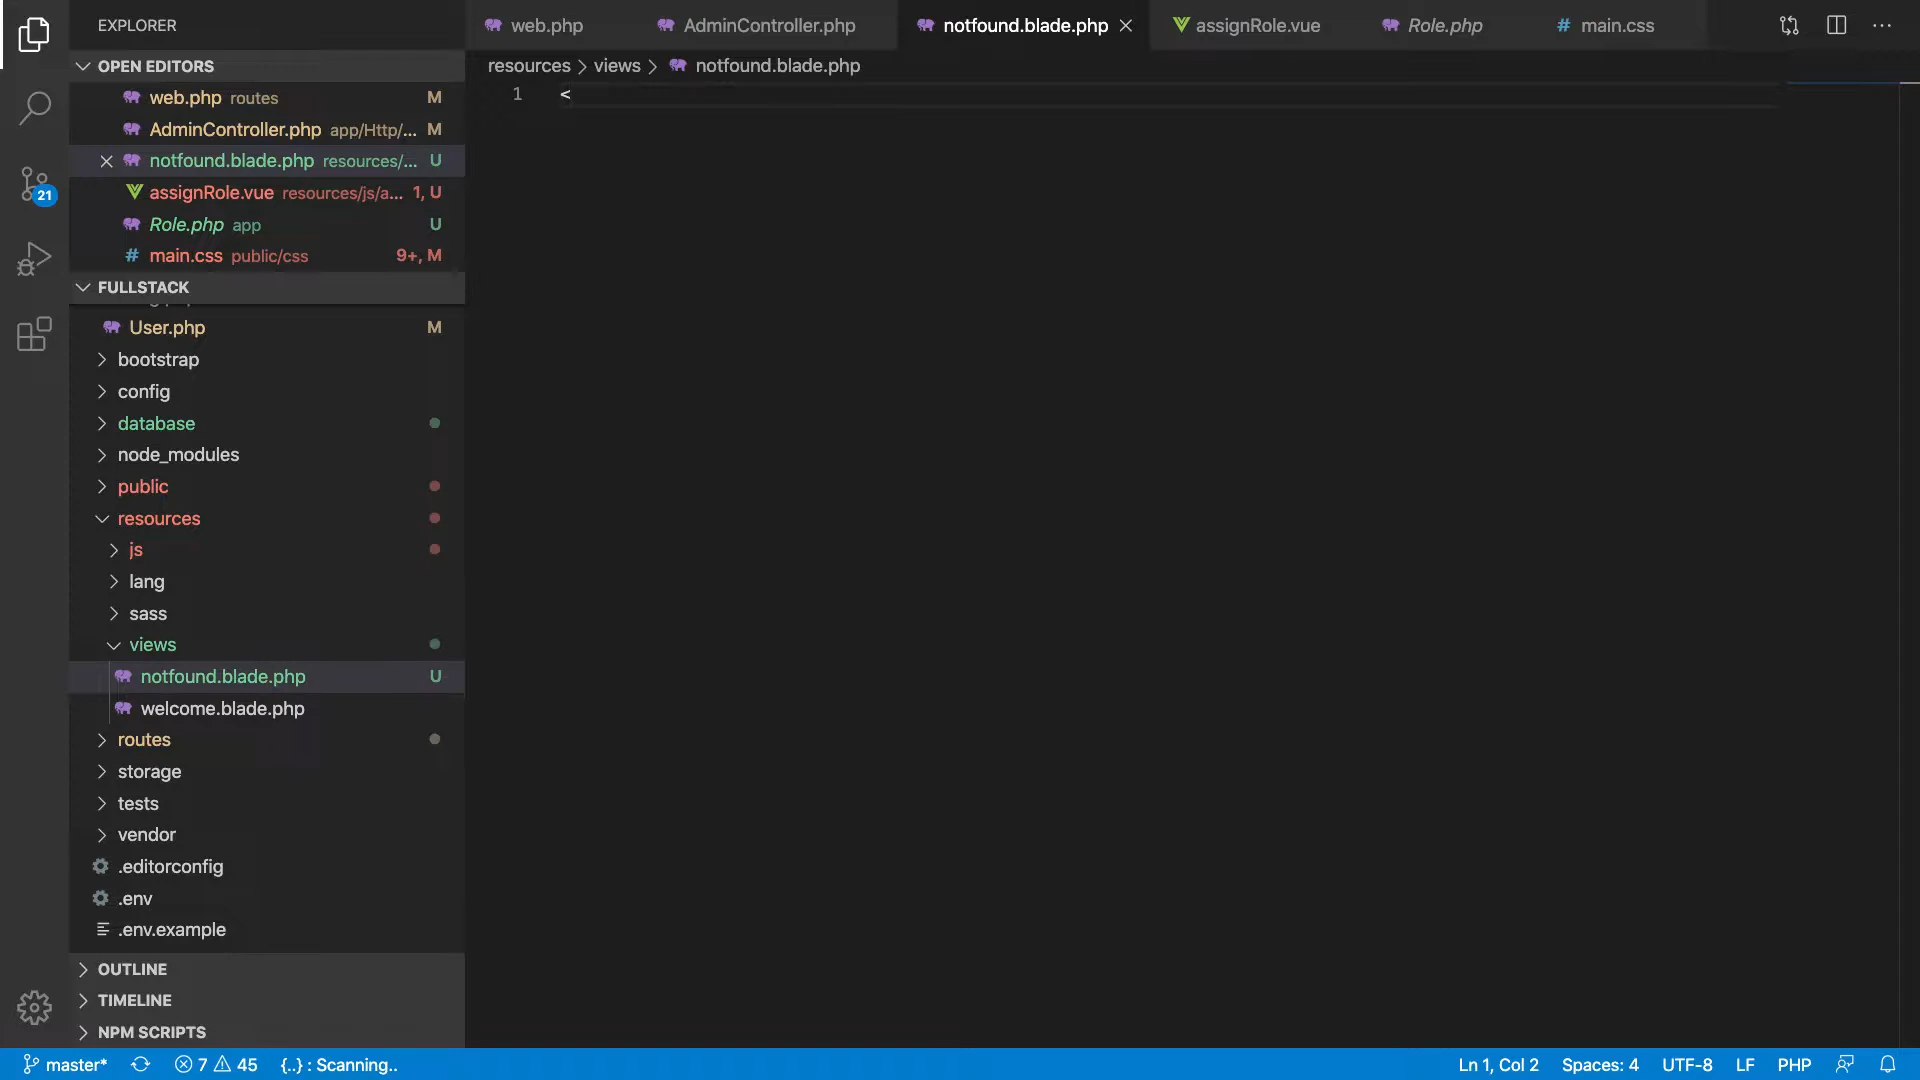 EXPLORER
web.php
AdminController.php
notfound.blade.php
assignRole.vue
Role.php
# main.css
OPEN EDITORS
web.php routes M
AdminController.php app/Http/... M
notfound.blade.php resources/... U
assignRole.vue resources/js/a... 1, U
Role.php app U
# main.css public/css 9+, M
resources > views > notfound.blade.php
1 <
21
FULLSTACK
User.php M
bootstrap
config
database
node_modules
public
resources
js
lang
sass
views
notfound.blade.php U
welcome.blade.php
routes
storage
tests
vendor
.editorconfig
.env
.env.example
OUTLINE
TIMELINE
NPM SCRIPTS
master* 7 45 {..} : Scanning..
Ln 1, Col 2 Spaces: 4 UTF-8 LF PHP